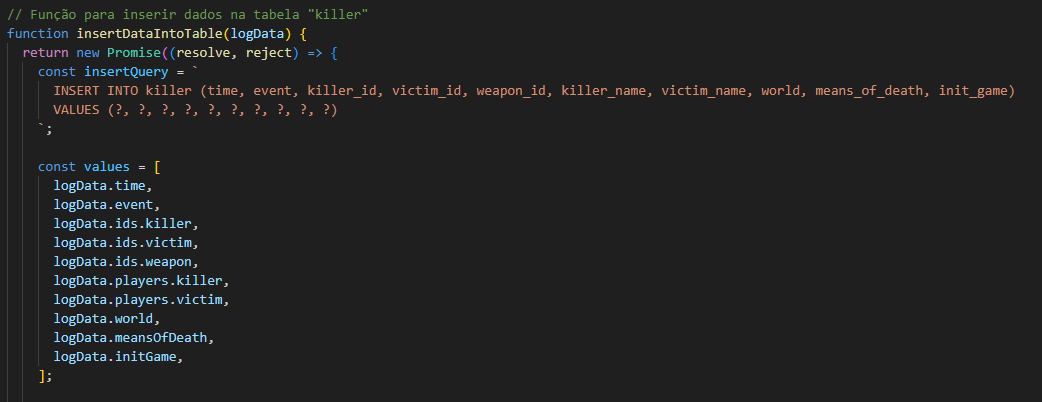 // Função para inserir dados na tabela "killer"
function insertDataIntoTable(logData) {
return new Promise((resolve, reject) => {
const insertQuery = `
INSERT INTO killer (time, event, killer_id, victim_id, weapon_id, killer_name, victim_name, world, means_of_death, init_game)
VALUES (?, ?, ?, ?, ?, ?, ?, ?, ?, ?)
`;
const values = [
logData.time,
logData.event,
logData.ids.killer,
logData.ids.victim,
logData.ids.weapon,
logData.players.killer,
logData.players.victim,
logData.world,
logData.meansOfDeath,
logData.initGame,
];